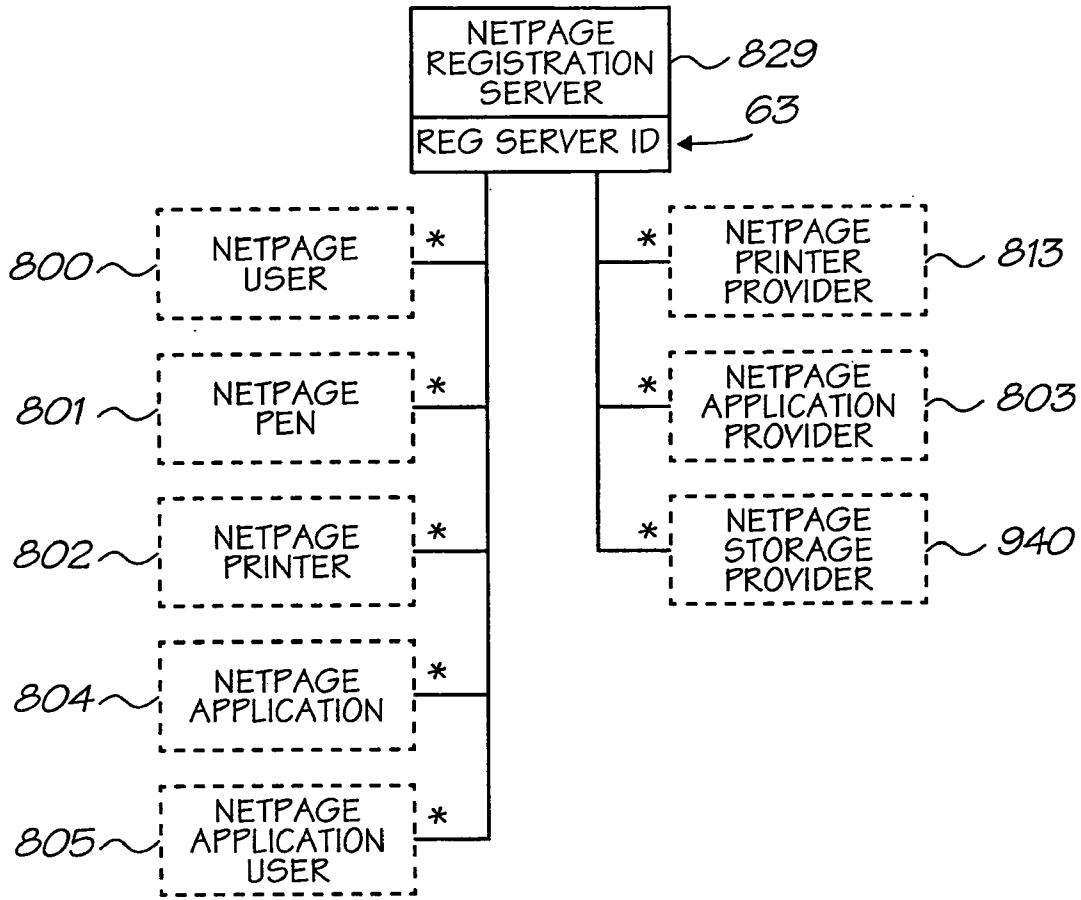 NETPAGE
REGISTRATION
SERVER
829
REG SERVER ID
63
800
NETPAGE
USER
*
*
NETPAGE
PRINTER
PROVIDER
813
801
NETPAGE
PEN
*
*
NETPAGE
APPLICATION
PROVIDER
803
802
NETPAGE
PRINTER
*
*
NETPAGE
STORAGE
PROVIDER
940
804
NETPAGE
APPLICATION
*
805
NETPAGE
APPLICATION
USER
*